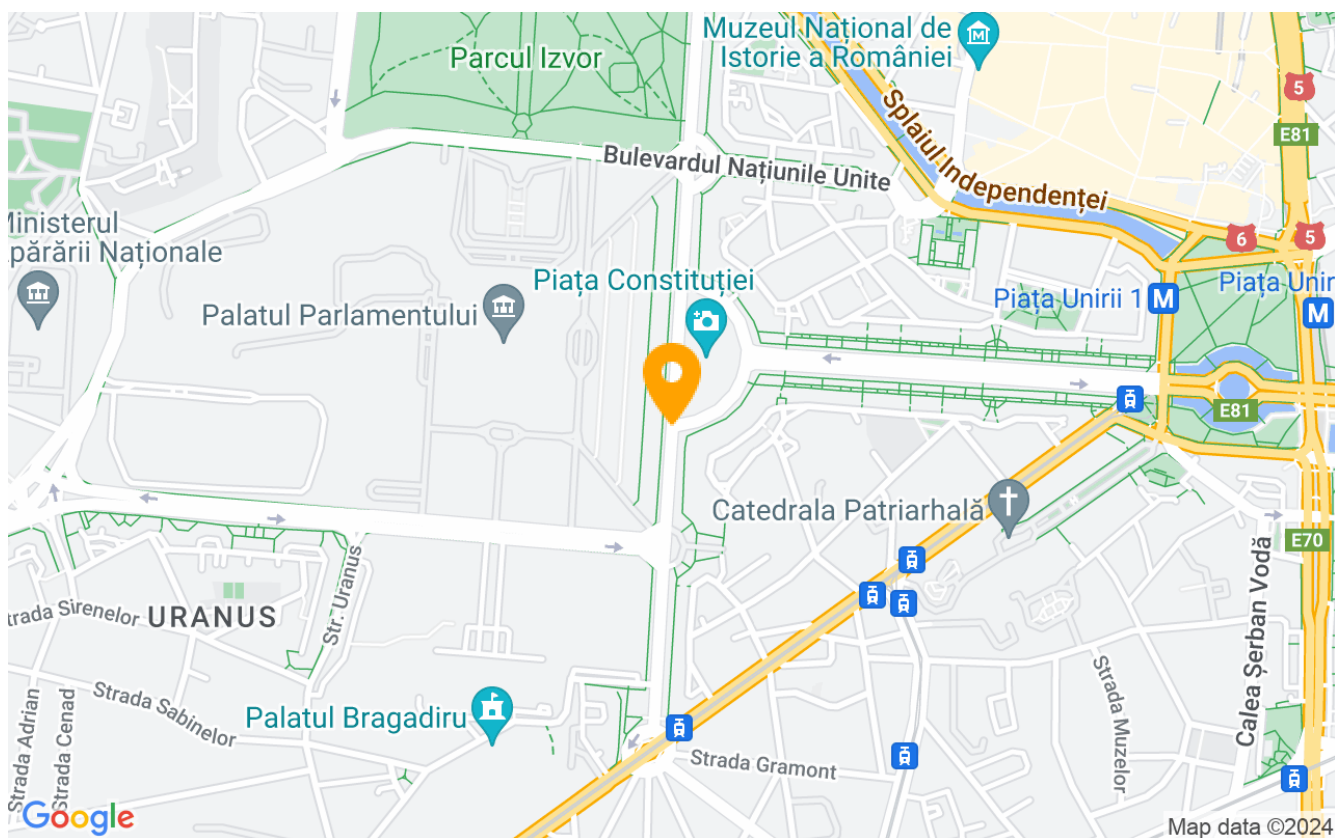 Muzeul Național de
Istorie a României
Parcul Izvor
5
E81
Splaiul Independenței
Bulevardul Națiunile Unite
Ministerul
Apărării Naționale
6
5
Piața Constituției
Piața Unirii 1
M
Piața Unir
M
Palatul Parlamentului
E81
Catedrala Patriarhală
E70
Str. Uranus
Strada Sirenelor
URANUS
Calea Șerban Vodă
Strada Muzelor
Strada Sabinelor
Palatul Bragadiru
Strada Adrian
Strada Cenad
Strada Gramont
Google
Map data ©2024